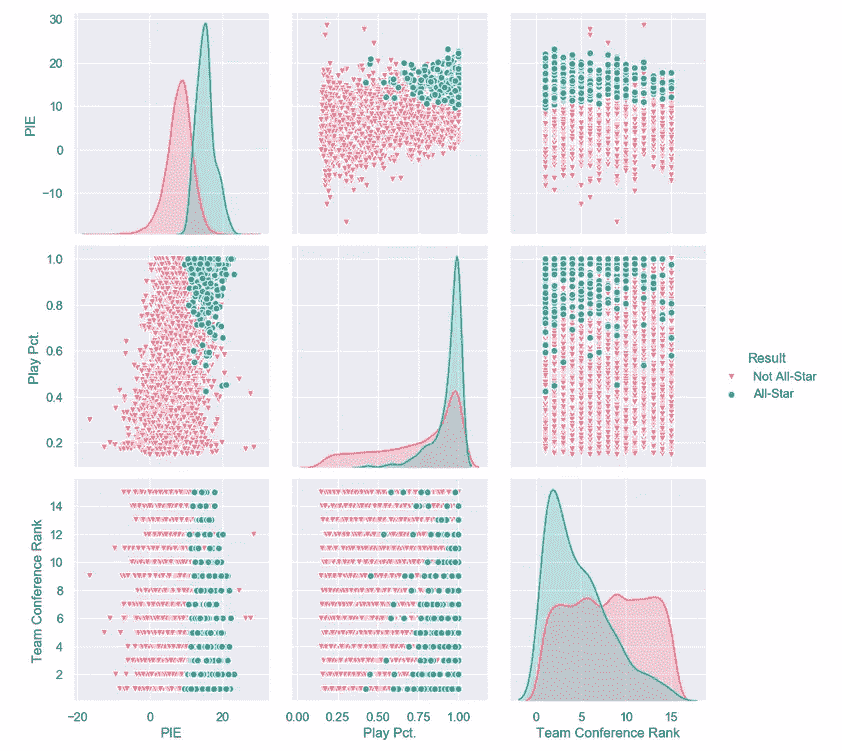 30
20
10
0
−10
PIE
1.0
0.8
0.6
0.4
0.2
Play Pct.
Result
Not All-Star
All-Star
14
12
10
8
6
4
2
Team Conference Rank
−20 0 20
PIE
0.00 0.25 0.50 0.75 1.00
Play Pct.
0 5 10 15
Team Conference Rank